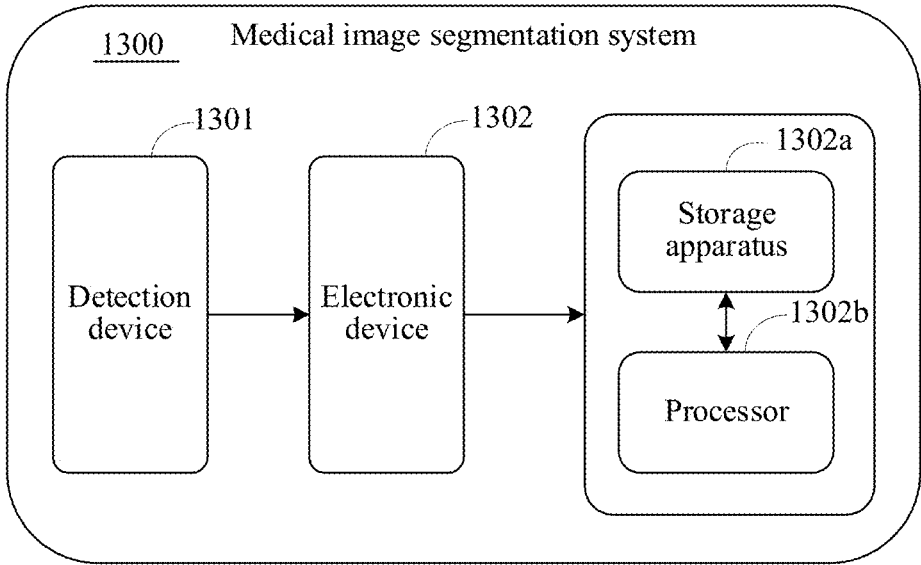 1300
Medical image segmentation system
1301
1302
1302a
Storage
apparatus
Detection
device
Electronic
device
1302b
Processor